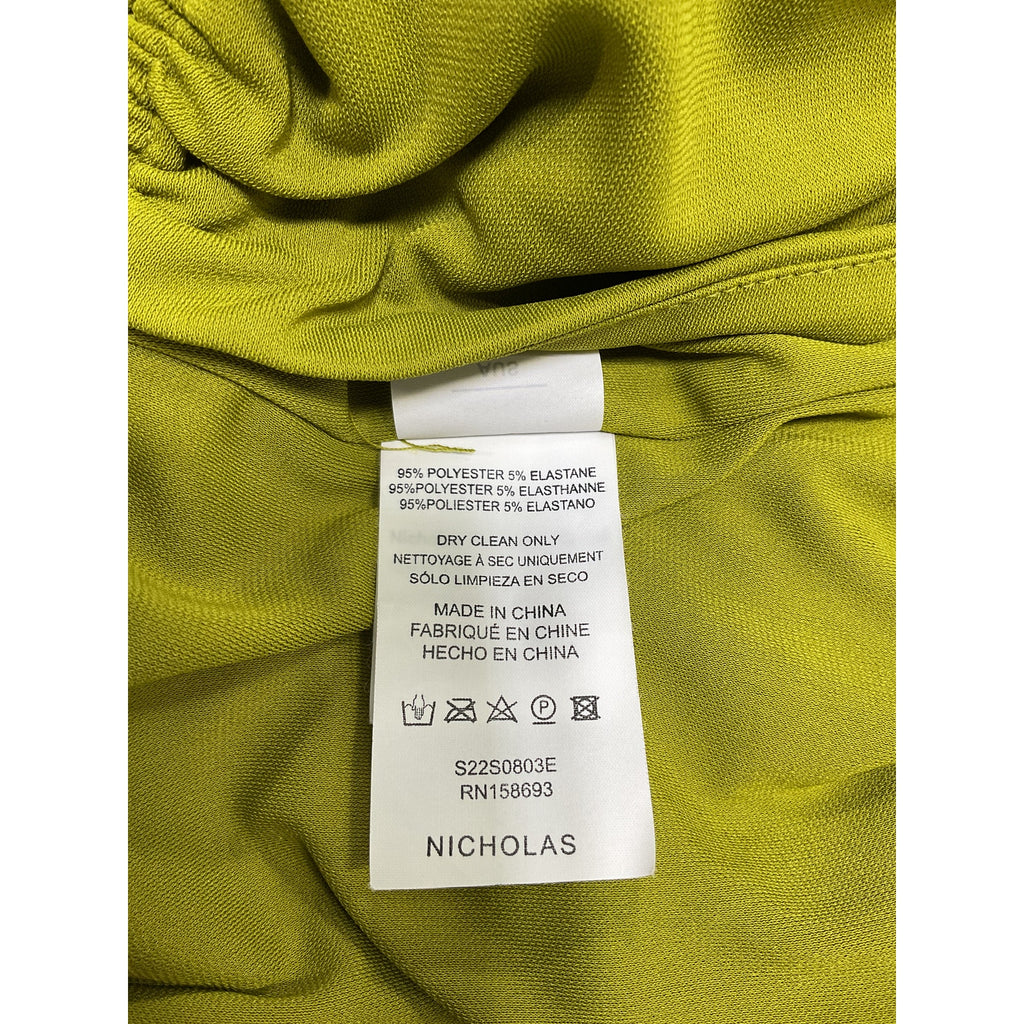 AUS
95% POLYESTER 5% ELASTANE
95%POLYESTER 5% ELASTHANNE
95%POLIESTER 5% ELASTANO
DRY CLEAN ONLY
NETTOYAGE À SEC UNIQUEMENT
SÓLO LIMPIEZA EN SECO
MADE IN CHINA
FABRIQUÉ EN CHINE
HECHO EN CHINA
P
S22S0803E
RN158693
NICHOLAS